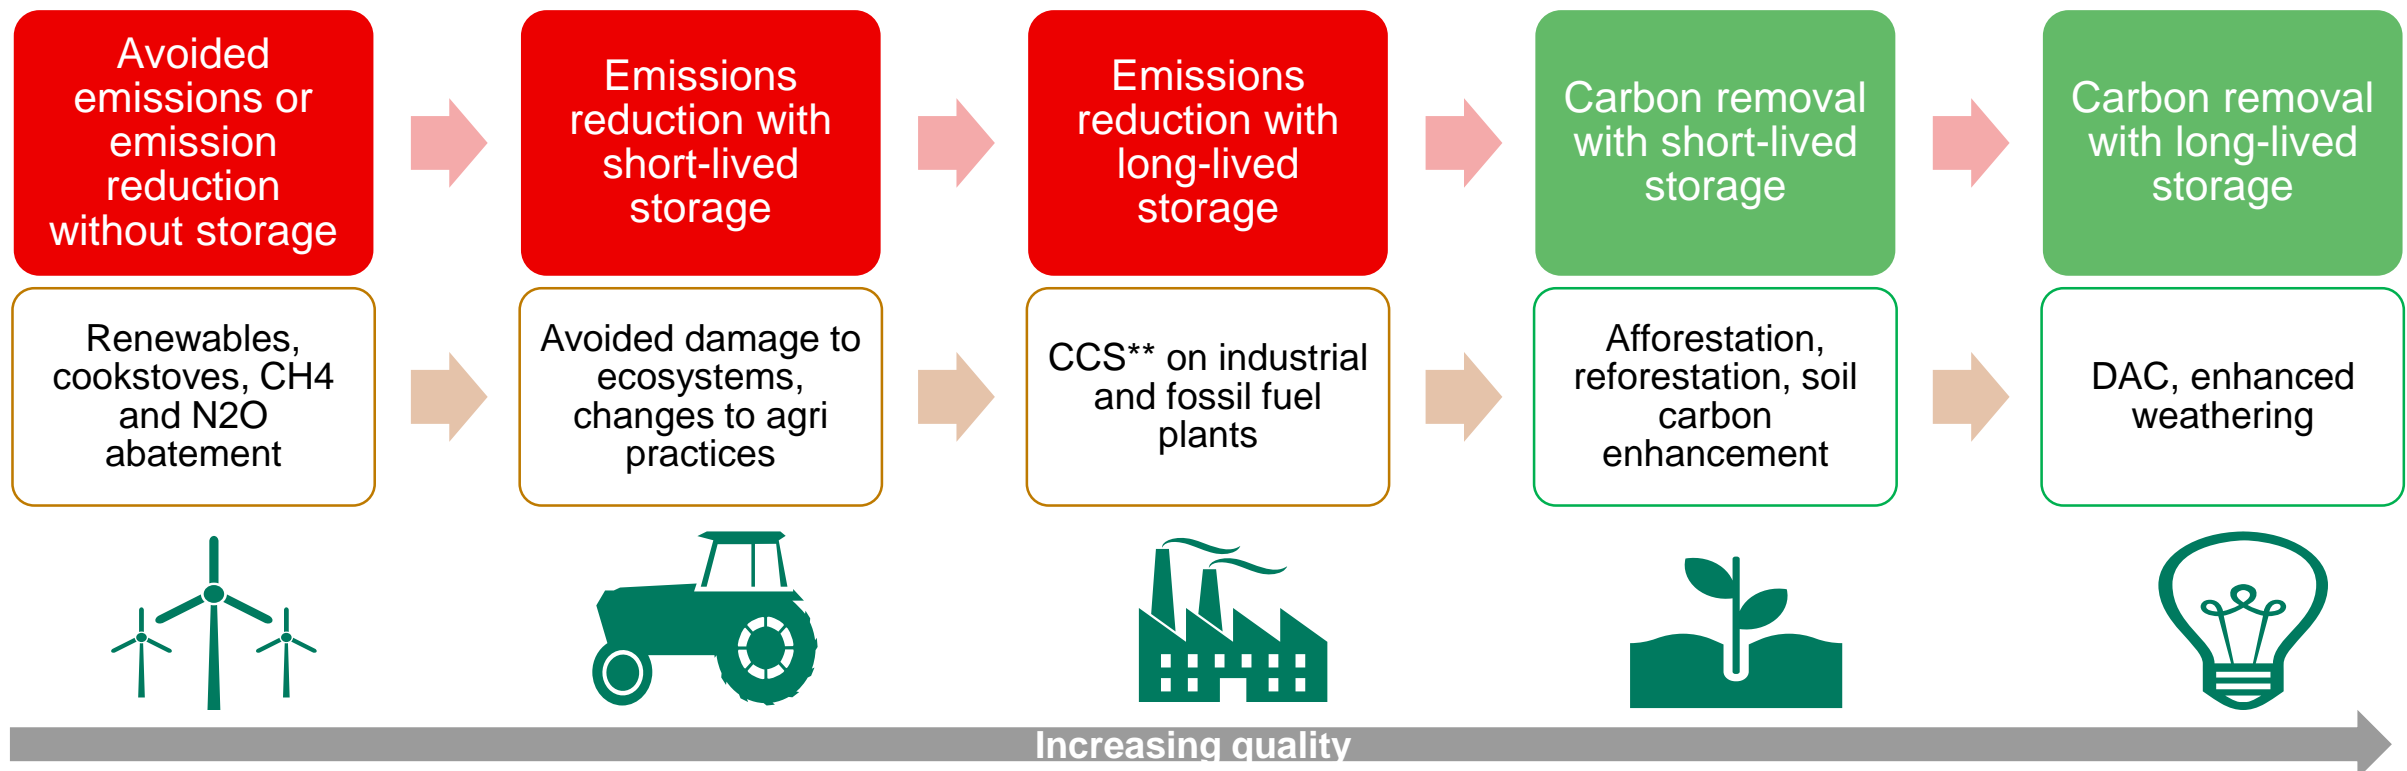 Avoided
emissions or
emission
reduction
without storage
Emissions
reduction with
short-lived
storage
Emissions
reduction with
long-lived
storage
Carbon removal
with short-lived
storage
Carbon removal
with long-lived
storage
Renewables,
cookstoves, CH4
and N2O
abatement
Avoided damage to
ecosystems,
changes to agri
practices
CCS** on industrial
and fossil fuel
plants
Afforestation,
reforestation, soil
carbon
enhancement
DAC, enhanced
weathering
Increasing quality